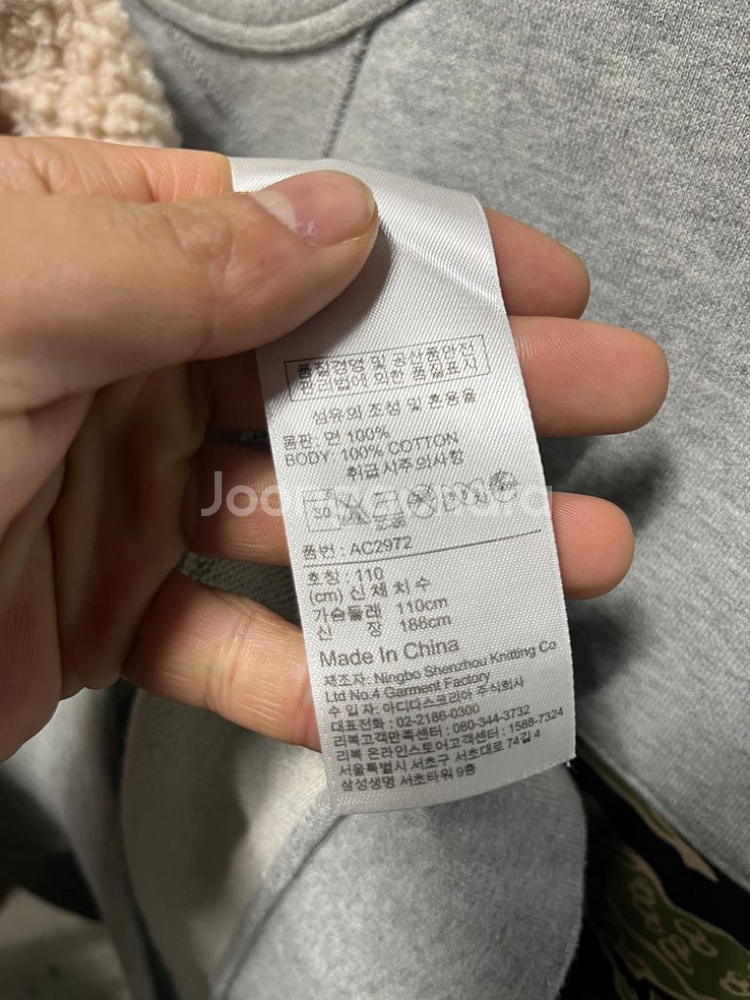 품질경영 및 공산품안전
관리법에 의한 품질표시
섬유의 조성 및 혼용율
몸판: 면 100%
BODY 100% COTTON
취급시주의사항
30
품번 : AC2972
호칭 : 110
(cm) 신체치수
가슴둘레 110cm
신 장 186cm
Made In China
제조자: Ningbo Shenzhou Knitting Co
Ltd No.4 Garment Factory
수입자: 아디다스코리아 주식회사
대표전화 : 02-2186-0300
리복고객만족센터 : 080-344-3732
리복 온라인스토어고객센터 : 1588-7324
서울특별시 서초구 서초대로 74길 4
삼성생명 서초타워 9층